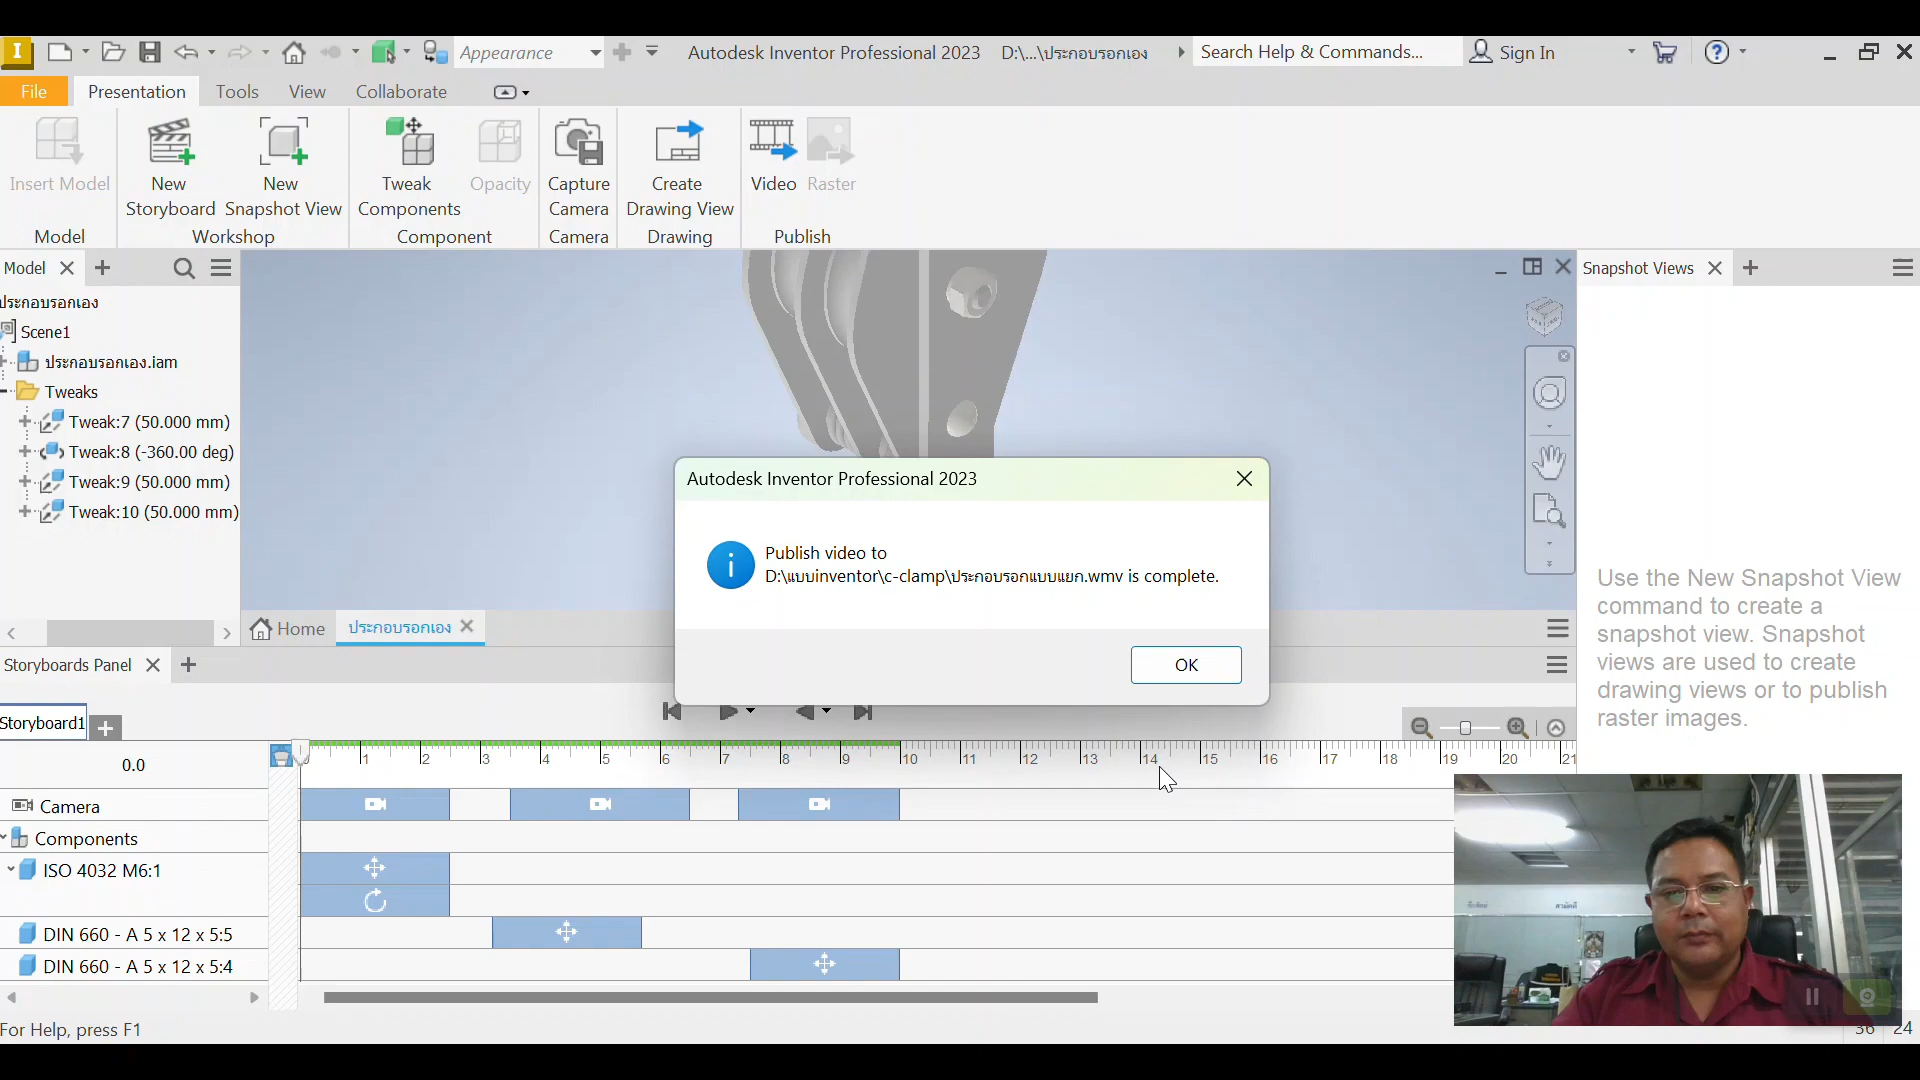 Appearance
Autodesk Inventor Professional 2023 D:\...\ประกอบรอกเอง
Search Help & Commands...
Sign In
File Presentation Tools View Collaborate
Insert Model
New Storyboard
New Snapshot View
Tweak Components
Opacity
Capture Camera
Create Drawing View
Video
Raster
Model Workshop Component Camera Drawing Publish
Model
ประกอบรอกเอง
Scene1
ประกอบรอกเอง.iam
Tweaks
Tweak:7 (50.000 mm)
Tweak:8 (-360.00 deg)
Tweak:9 (50.000 mm)
Tweak:10 (50.000 mm)
Snapshot Views
Use the New Snapshot View
command to create a
snapshot view. Snapshot
views are used to create
drawing views or to publish
raster images.
Autodesk Inventor Professional 2023
Publish video to
D:\แบบinventor\c-clamp\ประกอบรอกแบบแยก.wmv is complete.
OK
Home ประกอบรอกเอง
Storyboards Panel
Storyboard1
0.0
1 2 3 4 5 6 7 8 9 10 11 12 13 14 15 16 17 18 19 20 21
Camera
Components
ISO 4032 M6:1
DIN 660 - A 5 x 12 x 5:5
DIN 660 - A 5 x 12 x 5:4
For Help, press F1
36 24